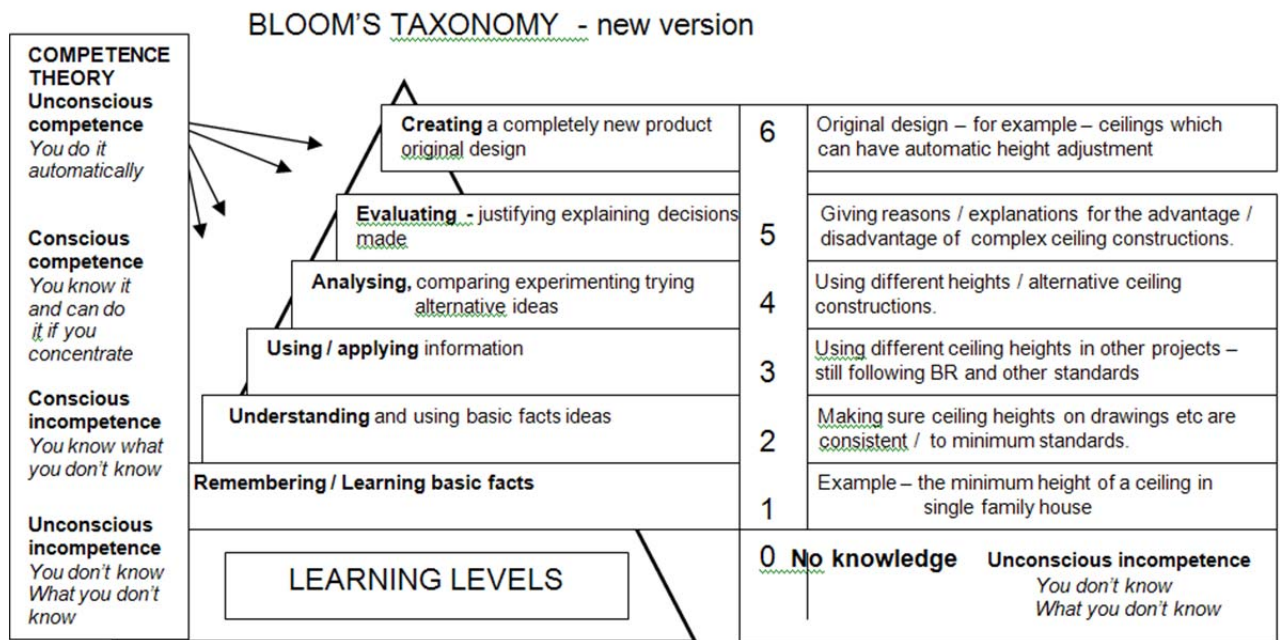 BLOOM'S TAXONOMY - new version
COMPETENCE
THEORY
Unconscious
competence
You do it
automatically
Conscious
competence
You know it
and can do
it if you
concentrate
Conscious
incompetence
You know what
you don't know
Unconscious
incompetence
You don't know
What you don't
know
Creating a completely new product
original design
6
Original design – for example – ceilings which
can have automatic height adjustment
Evaluating - justifying explaining decisions
made
5
Giving reasons / explanations for the advantage /
disadvantage of complex ceiling constructions.
Analysing, comparing experimenting trying
alternative ideas
4
Using different heights / alternative ceiling
constructions.
Using / applying information
3
Using different ceiling heights in other projects –
still following BR and other standards
Understanding and using basic facts ideas
2
Making sure ceiling heights on drawings etc are
consistent / to minimum standards.
Remembering / Learning basic facts
1
Example – the minimum height of a ceiling in
single family house
LEARNING LEVELS
0 No knowledge
Unconscious incompetence
You don't know
What you don't know